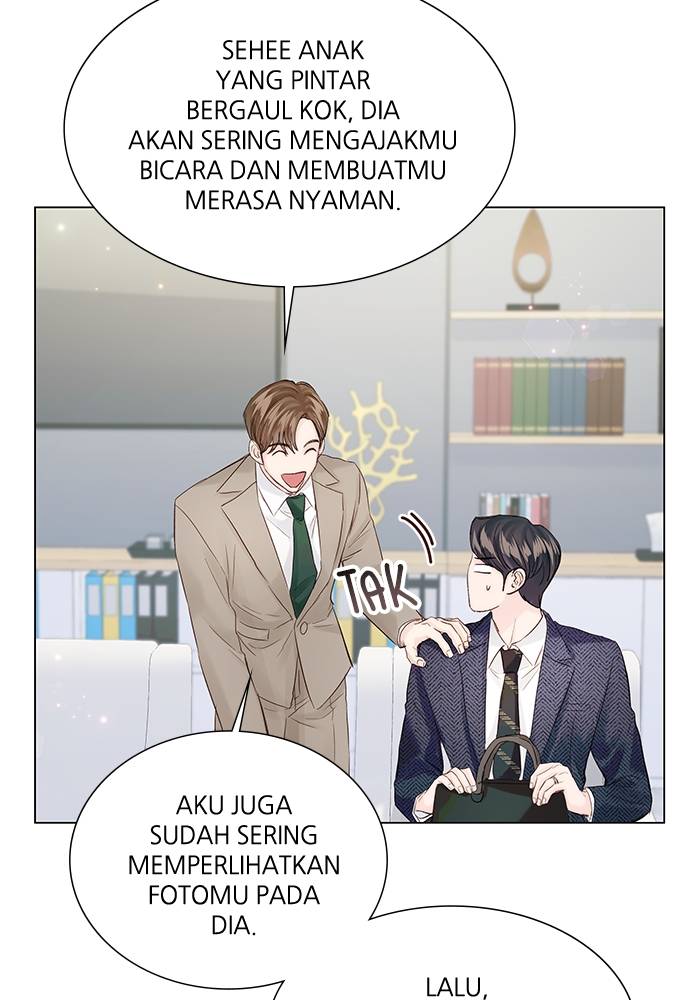 SEHEE ANAK
YANG PINTAR
BERGAUL KOK, DIA
AKAN SERING MENGAJAKMU
BICARA DAN MEMBUATMU
MERASA NYAMAN.
TAK
AKU JUGA
SUDAH SERING
MEMPERLIHATKAN
FOTOMU PADA
DIA.
LALU,